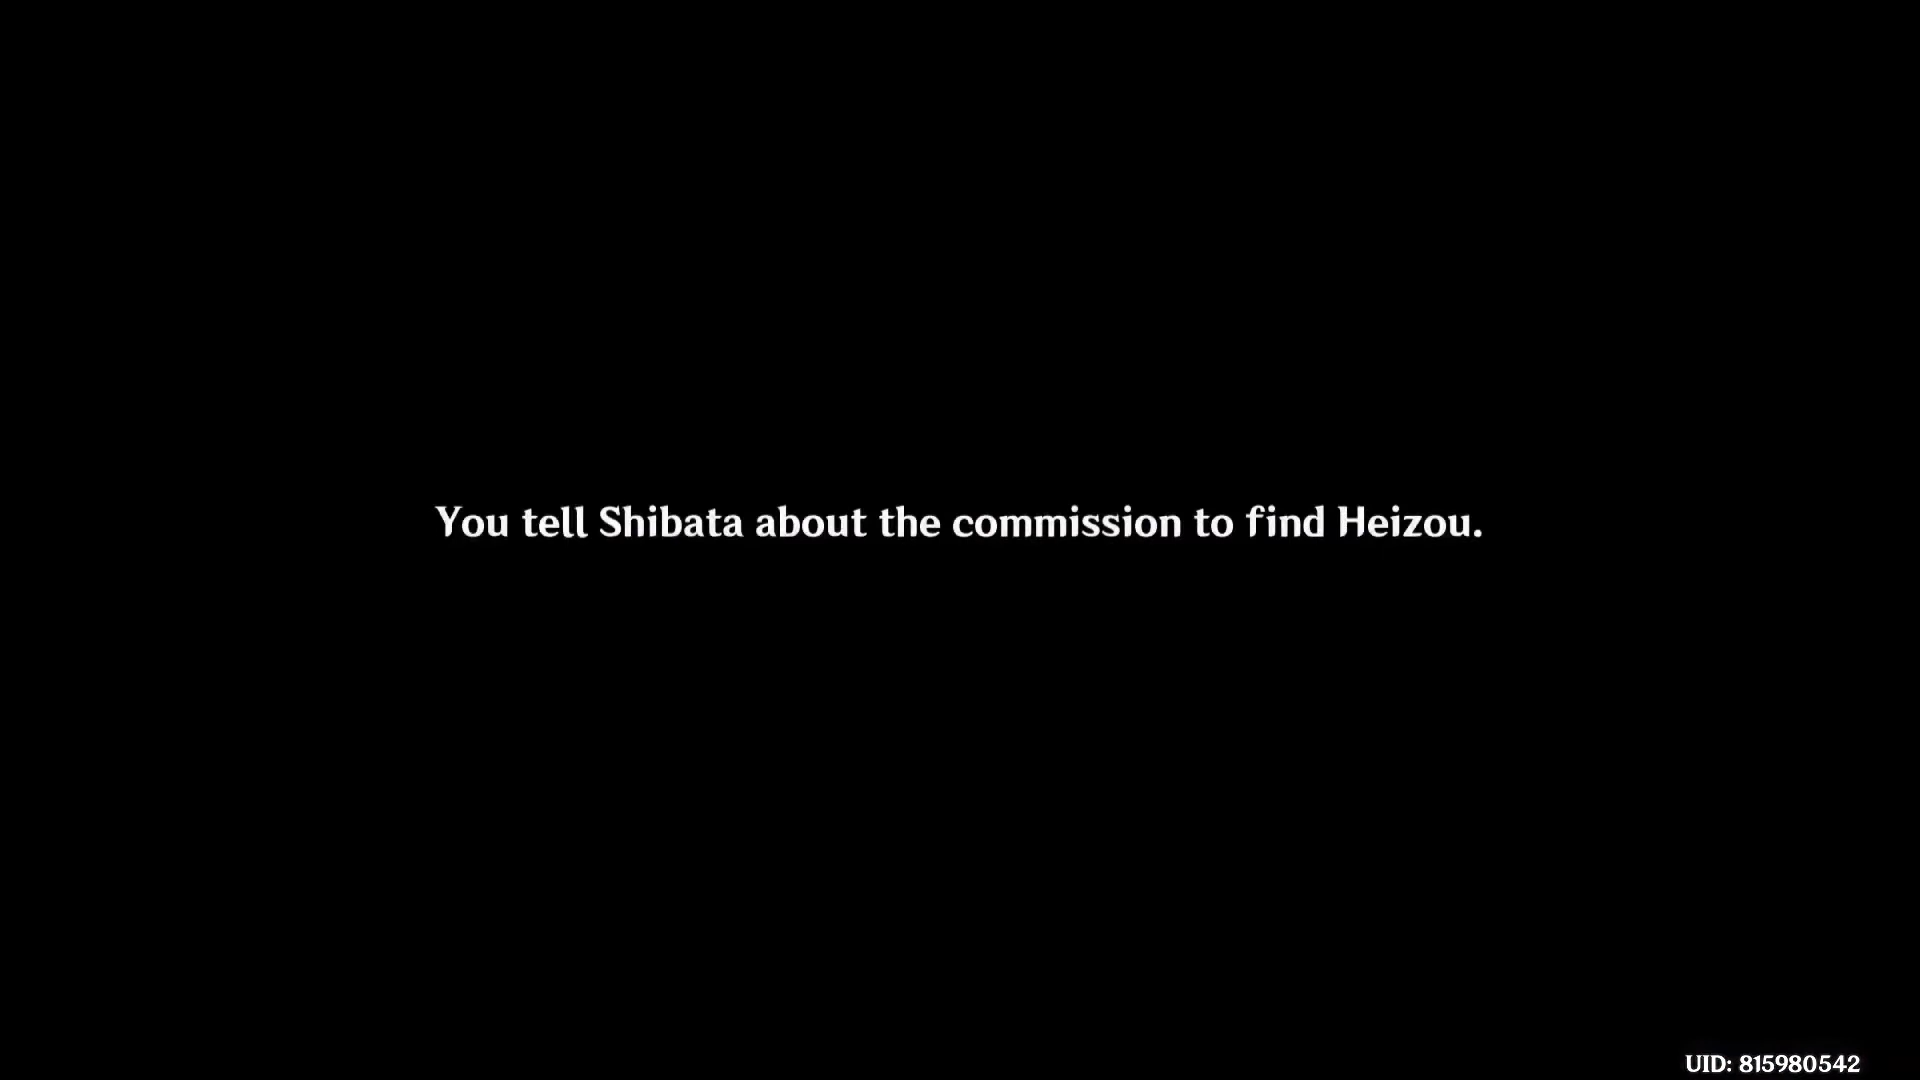 You tell Shibata about the commission to find Heizou.
UID: 815980542